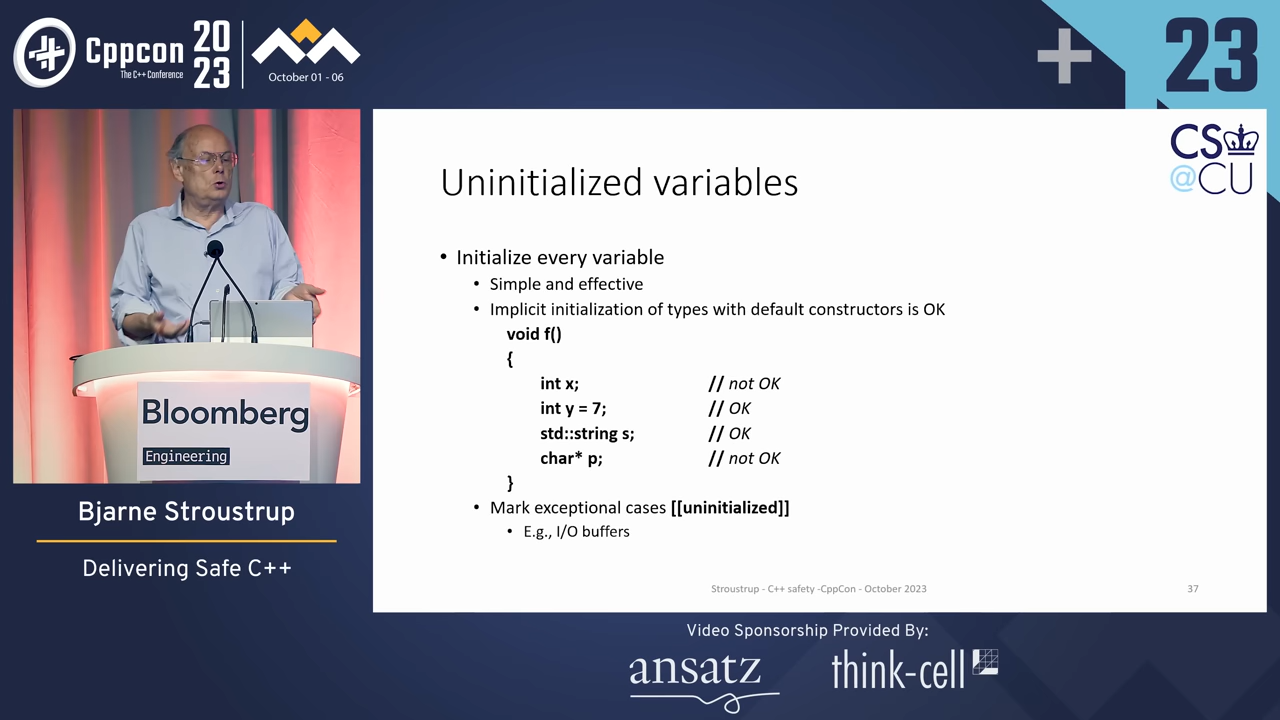 Cppcon
The C++ Conference
20
23
October 01 - 06
23
CS
@CU
Uninitialized variables
• Initialize every variable
• Simple and effective
• Implicit initialization of types with default constructors is OK
void f()
{
int x; // not OK
int y = 7; // OK
std::string s; // OK
char* p; // not OK
}
• Mark exceptional cases [[uninitialized]]
• E.g., I/O buffers
Stroustrup - C++ safety -CppCon - October 2023 37
Bloomberg
Engineering
Bjarne Stroustrup
Delivering Safe C++
Video Sponsorship Provided By:
ansatz
think-cell